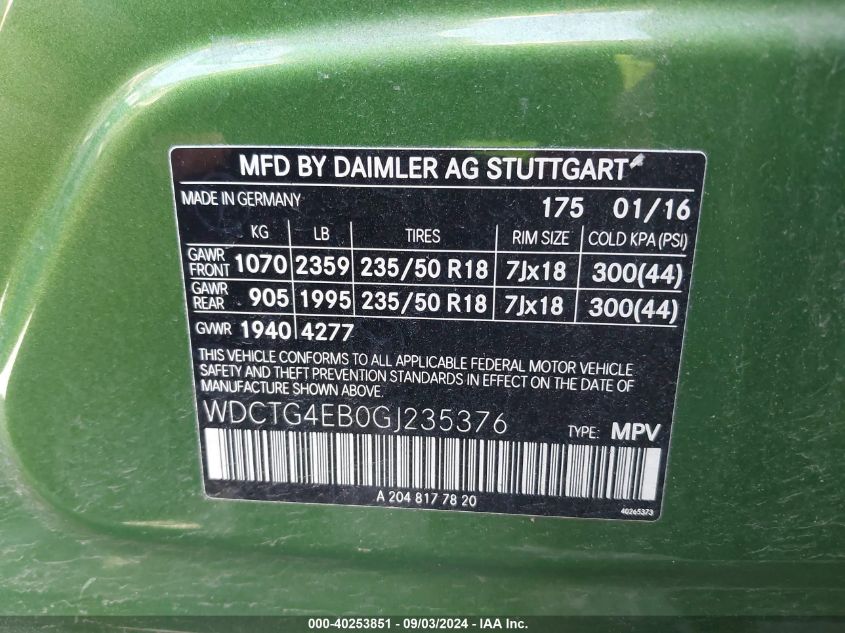 MFD BY DAIMLER AG STUTTGART
MADE IN GERMANY 175 01/16
KG LB TIRES RIM SIZE COLD KPA (PSI)
GAWR FRONT 1070 2359 235/50 R18 7Jx18 300(44)
GAWR REAR 905 1995 235/50 R18 7Jx18 300(44)
GVWR 1940 4277
THIS VEHICLE CONFORMS TO ALL APPLICABLE FEDERAL MOTOR VEHICLE
SAFETY AND THEFT PREVENTION STANDARDS IN EFFECT ON THE DATE OF
MANUFACTURE SHOWN ABOVE.
WDCTG4EB0GJ235376 TYPE: MPV
A 204 817 78 20
40265373
000-40253851 - 09/03/2024 - IAA Inc.